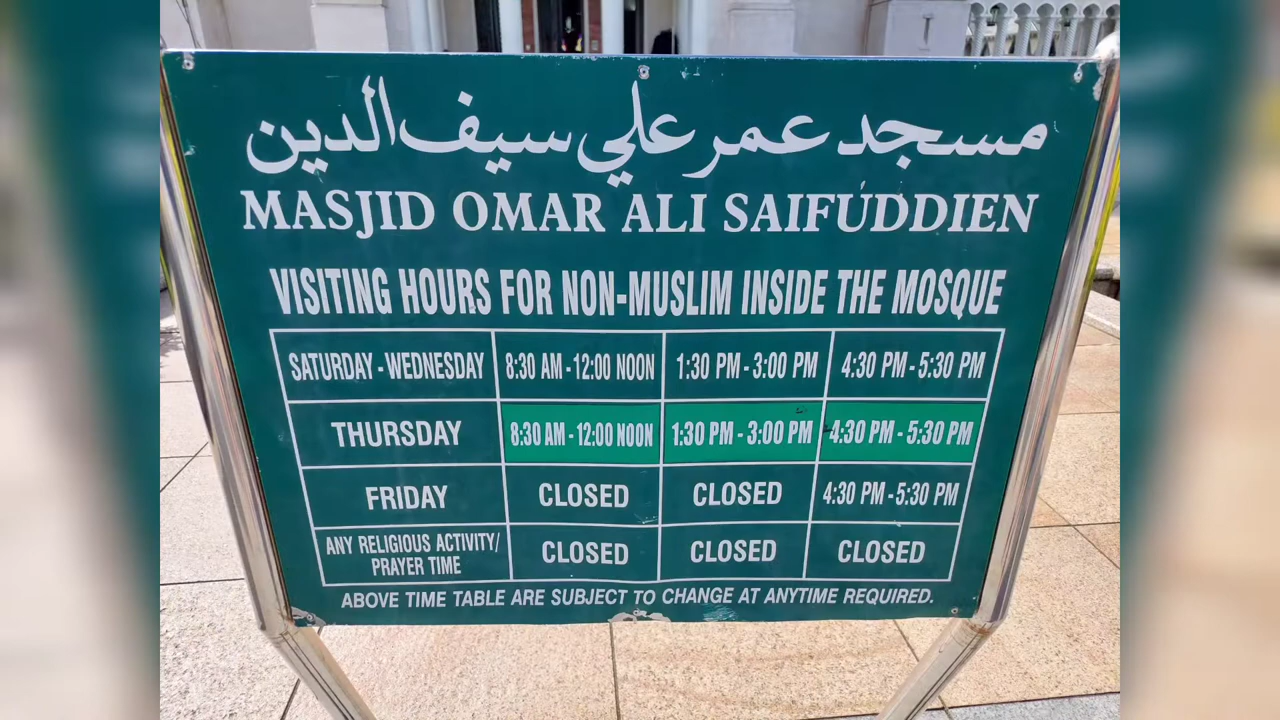 مسجد عمر علي سيف الدين
MASJID OMAR ALI SAIFUDDIEN
VISITING HOURS FOR NON-MUSLIM INSIDE THE MOSQUE
SATURDAY - WEDNESDAY 8:30 AM - 12:00 NOON 1:30 PM - 3:00 PM 4:30 PM - 5:30 PM
THURSDAY 8:30 AM - 12:00 NOON 1:30 PM - 3:00 PM 4:30 PM - 5:30 PM
FRIDAY CLOSED CLOSED 4:30 PM - 5:30 PM
ANY RELIGIOUS ACTIVITY/
PRAYER TIME CLOSED CLOSED CLOSED
ABOVE TIME TABLE ARE SUBJECT TO CHANGE AT ANYTIME REQUIRED.